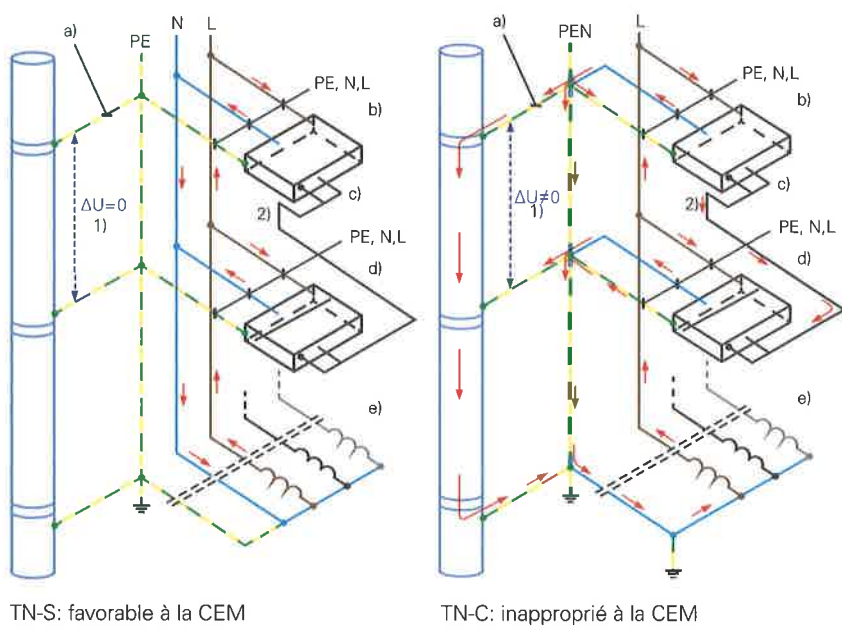 a)
PE
N
L
PE, N,L
b)
c)
ΔU=0
1)
2)
PE, N,L
d)
e)
TN-S: favorable à la CEM
a)
PEN
L
PE, N,L
b)
c)
ΔU≠0
1)
2)
PE, N,L
d)
e)
TN-C: inapproprié à la CEM